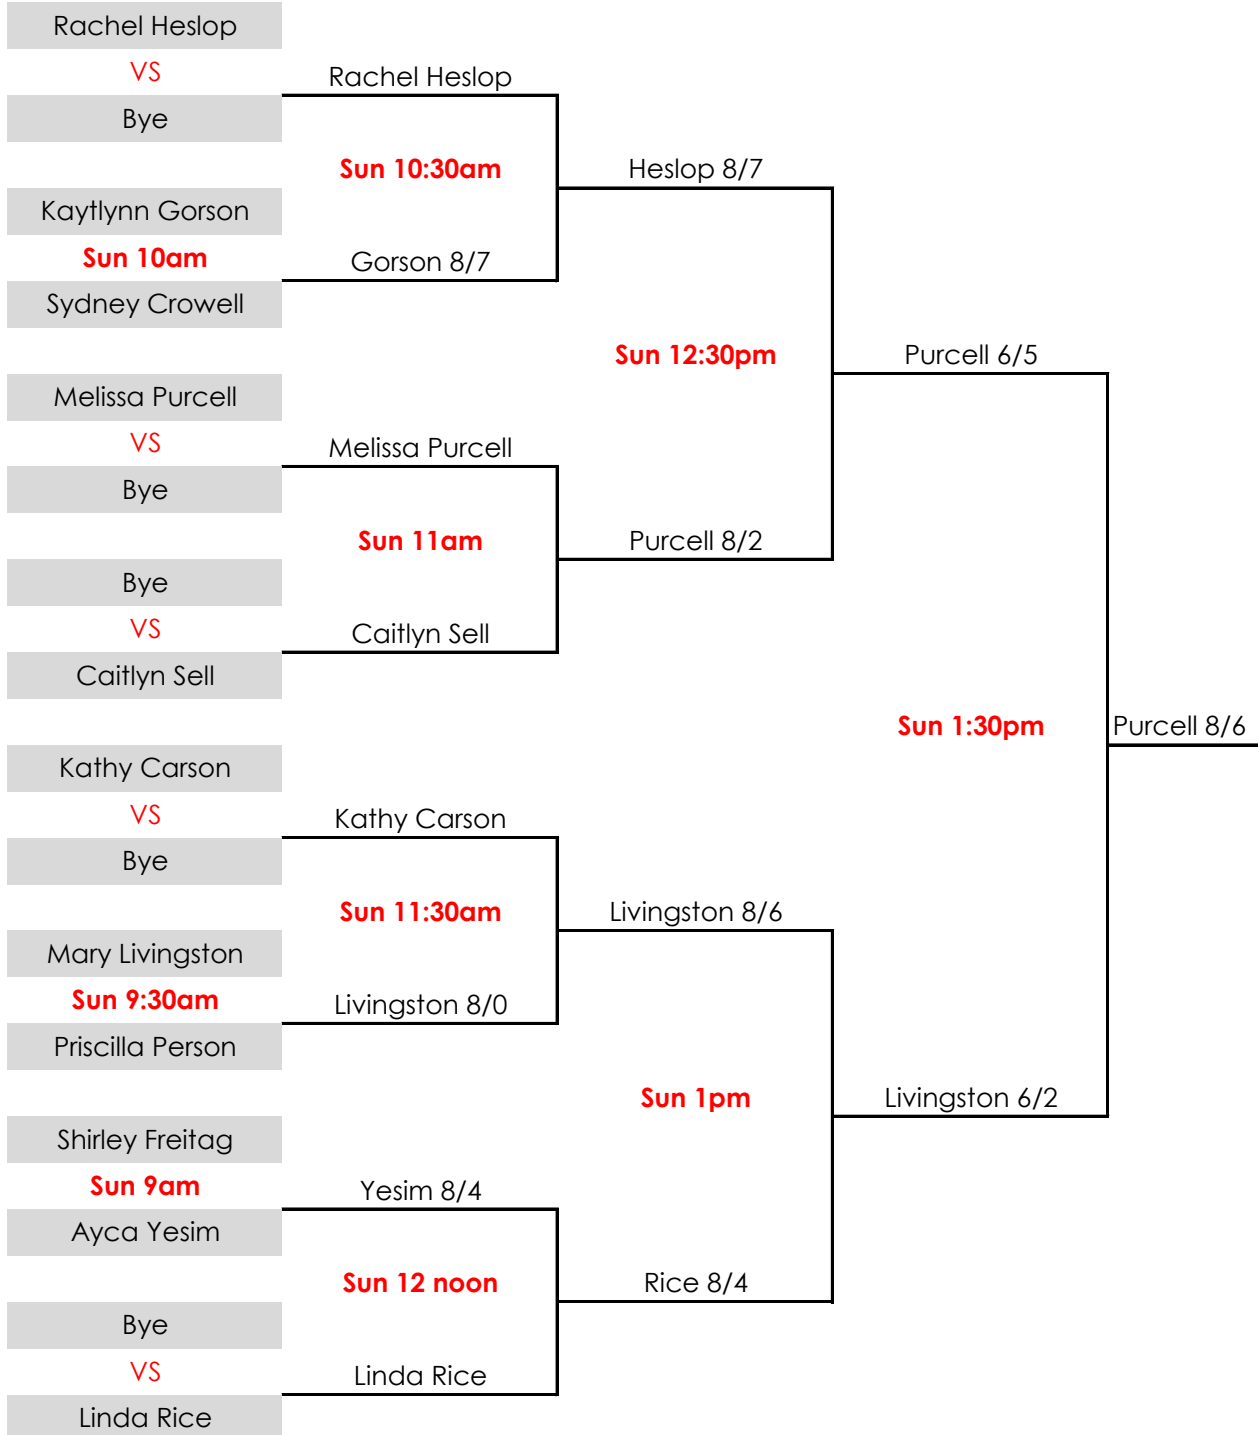 Rachel Heslop
VS
Bye
Kaytlynn Gorson
Sun 10am
Sydney Crowell
Melissa Purcell
VS
Bye
Bye
VS
Caitlyn Sell
Kathy Carson
VS
Bye
Mary Livingston
Sun 9:30am
Priscilla Person
Shirley Freitag
Sun 9am
Ayca Yesim
Bye
VS
Linda Rice
Rachel Heslop
Sun 10:30am
Gorson 8/7
Melissa Purcell
Sun 11am
Caitlyn Sell
Kathy Carson
Sun 11:30am
Livingston 8/0
Yesim 8/4
Sun 12 noon
Linda Rice
Heslop 8/7
Sun 12:30pm
Purcell 8/2
Livingston 8/6
Sun 1pm
Rice 8/4
Purcell 6/5
Sun 1:30pm
Livingston 6/2
Purcell 8/6